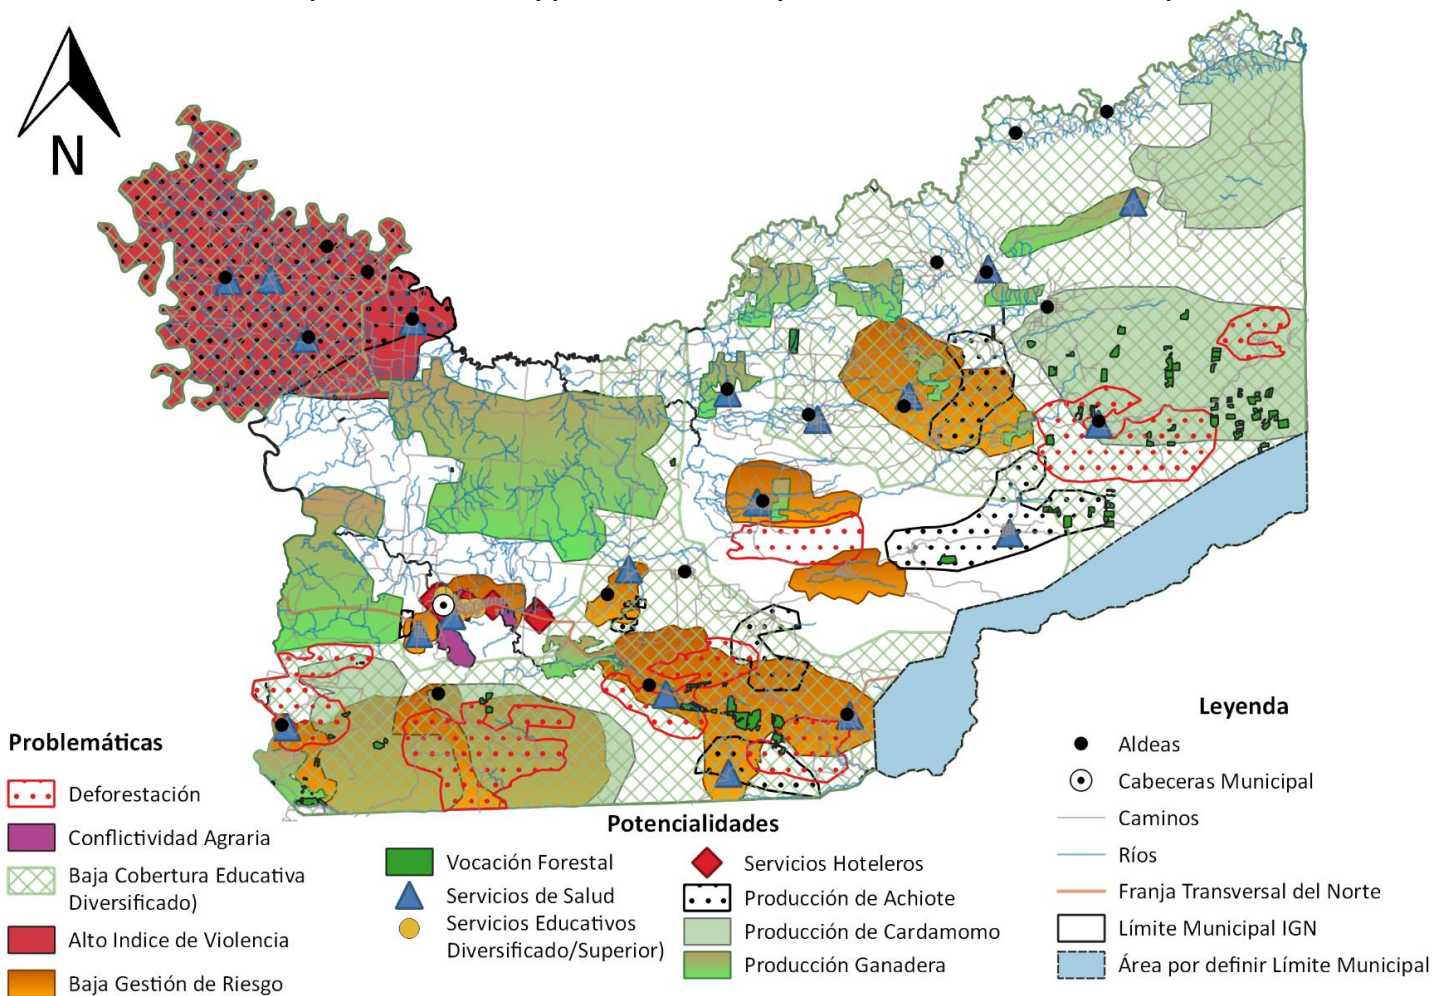 N
Problemáticas
Deforestación
Conflictividad Agraria
Baja Cobertura Educativa
Diversificado)
Alto Indice de Violencia
Baja Gestión de Riesgo
Potencialidades
Vocación Forestal
Servicios de Salud
Servicios Educativos
Diversificado/Superior)
Servicios Hoteleros
Producción de Achiote
Producción de Cardamomo
Producción Ganadera
Leyenda
Aldeas
Cabeceras Municipal
Caminos
Ríos
Franja Transversal del Norte
Límite Municipal IGN
Área por definir Límite Municipal